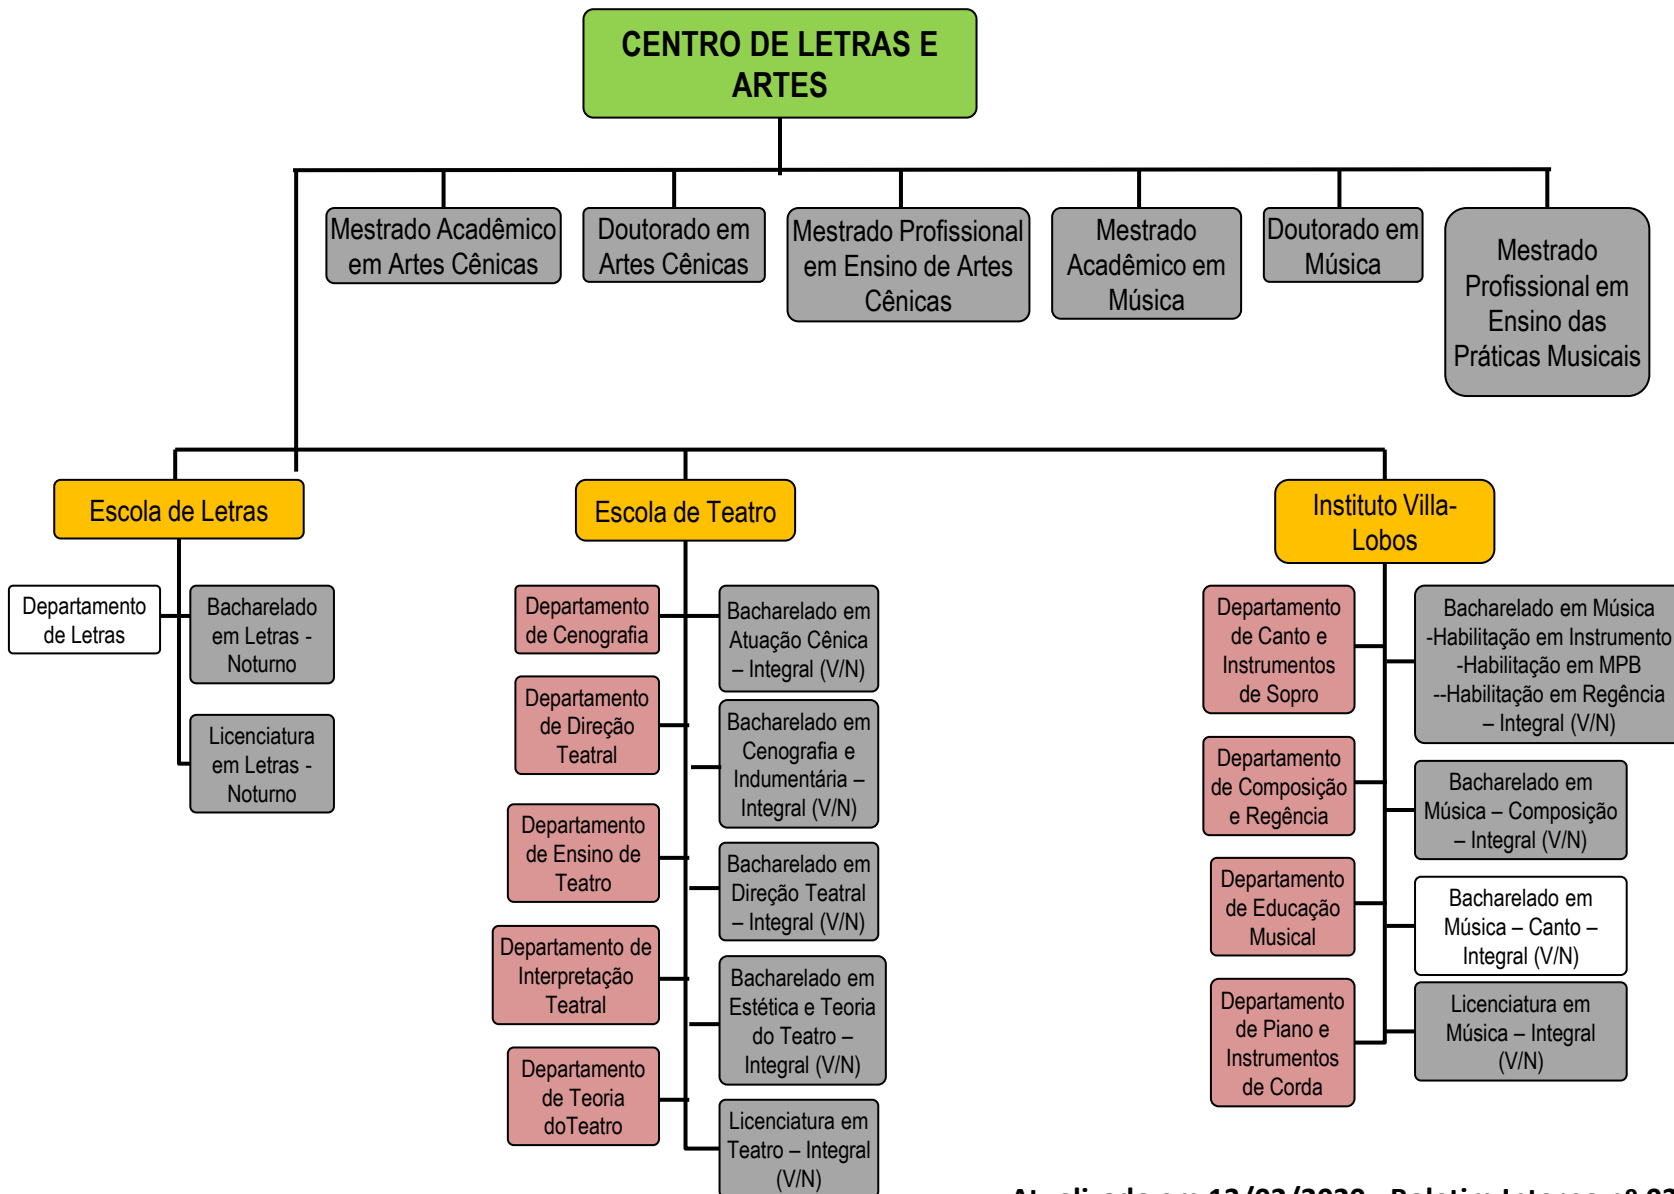 CENTRO DE LETRAS E
ARTES
Mestrado Acadêmico
em Artes Cênicas
Doutorado em
Artes Cênicas
Mestrado Profissional
em Ensino de Artes
Cênicas
Mestrado
Acadêmico em
Música
Doutorado em
Música
Mestrado
Profissional em
Ensino das
Práticas Musicais
Escola de Letras
Departamento
de Letras
Bacharelado
em Letras -
Noturno
Licenciatura
em Letras -
Noturno
Escola de Teatro
Departamento
de Cenografia
Departamento
de Direção
Teatral
Departamento
de Ensino de
Teatro
Departamento de
Interpretação
Teatral
Departamento
de Teoria
doTeatro
Bacharelado em
Atuação Cênica
– Integral (V/N)
Bacharelado em
Cenografia e
Indumentária –
Integral (V/N)
Bacharelado em
Direção Teatral
– Integral (V/N)
Bacharelado em
Estética e Teoria
do Teatro –
Integral (V/N)
Licenciatura em
Teatro – Integral
(V/N)
Instituto Villa-
Lobos
Departamento
de Canto e
Instrumentos
de Sopro
Departamento
de Composição
e Regência
Departamento
de Educação
Musical
Departamento
de Piano e
Instrumentos
de Corda
Bacharelado em Música
-Habilitação em Instrumento
-Habilitação em MPB
--Habilitação em Regência
– Integral (V/N)
Bacharelado em
Música – Composição
– Integral (V/N)
Bacharelado em
Música – Canto –
Integral (V/N)
Licenciatura em
Música – Integral
(V/N)